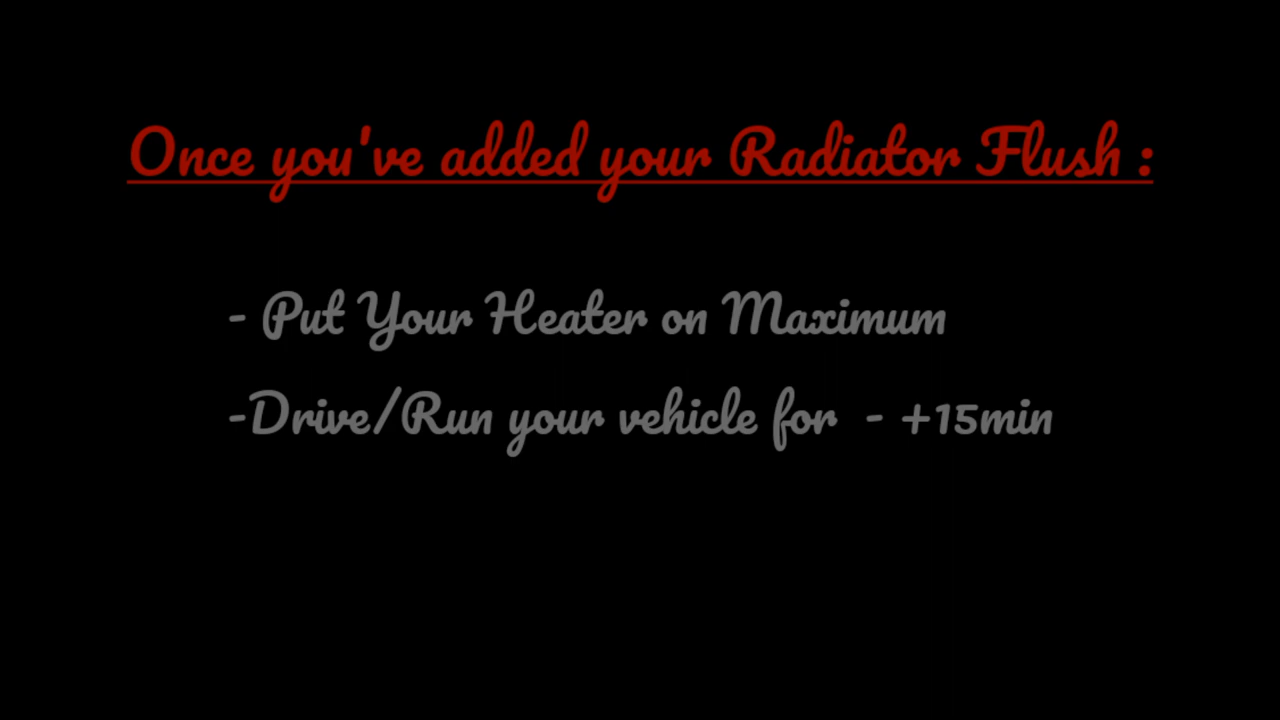 Once you've added your Radiator Flush :
- Put Your Heater on Maximum
-Drive/Run your vehicle for - +15min